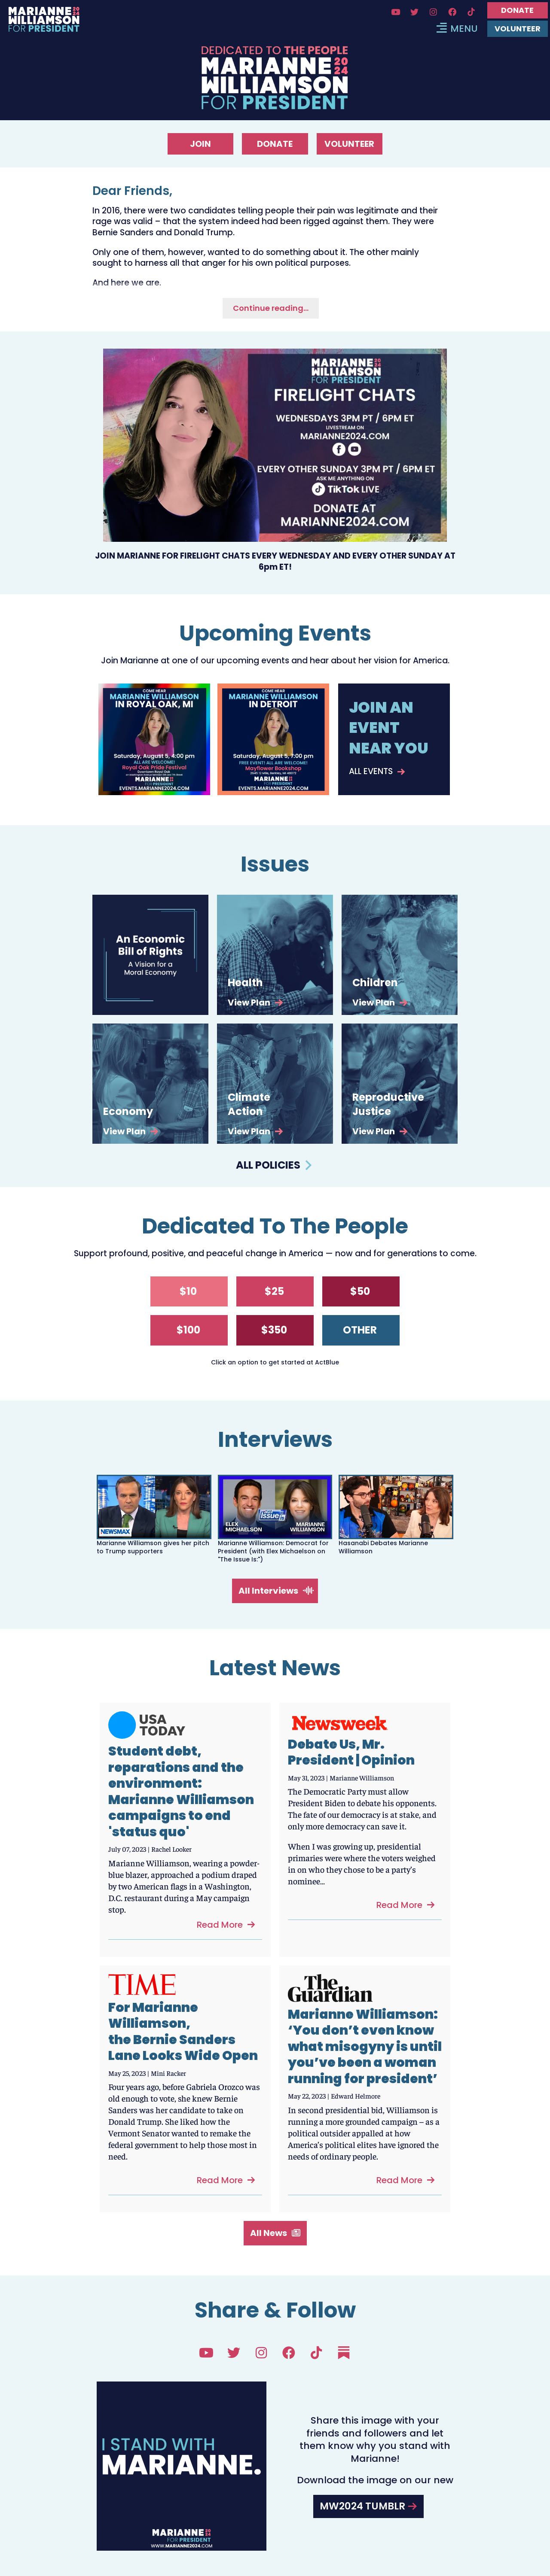 MARIANNE 20
WILLIAMSON 24
FOR PRESIDENT
DONATE
MENU
VOLUNTEER
DEDICATED TO THE PEOPLE
MARIANNE 20
WILLIAMSON 24
FOR PRESIDENT
JOIN
DONATE
VOLUNTEER
Dear Friends,
In 2016, there were two candidates telling people their pain was legitimate and their
rage was valid – that the system indeed had been rigged against them. They were
Bernie Sanders and Donald Trump.
Only one of them, however, wanted to do something about it. The other mainly
sought to harness all that anger for his own political purposes.
And here we are.
Continue reading...
MARIANNE 20
WILLIAMSON 24
FOR PRESIDENT
FIRELIGHT CHATS
WEDNESDAYS 3PM PT / 6PM ET
LIVESTREAM ON
MARIANNE2024.COM
EVERY OTHER SUNDAY 3PM PT / 6PM ET
ASK ME ANYTHING ON
TikTok LIVE
DONATE AT
MARIANNE2024.COM
JOIN MARIANNE FOR FIRELIGHT CHATS EVERY WEDNESDAY AND EVERY OTHER SUNDAY AT
6pm ET!
Upcoming Events
Join Marianne at one of our upcoming events and hear about her vision for America.
COME HEAR
MARIANNE WILLIAMSON
IN ROYAL OAK, MI
Saturday, August 5, 4:00 pm
ALL ARE WELCOME!
Royal Oak Pride Festival
MARIANNE
WILLIAMSON
FOR PRESIDENT
EVENTS.MARIANNE2024.COM
COME HEAR
MARIANNE WILLIAMSON
IN DETROIT
Saturday, August 5, 7:00 pm
FREE EVENT! ALL ARE WELCOME!
Mayflower Bookshop
MARIANNE
WILLIAMSON
FOR PRESIDENT
EVENTS.MARIANNE2024.COM
JOIN AN
EVENT
NEAR YOU
ALL EVENTS
Issues
An Economic
Bill of Rights
A Vision for a
Moral Economy
Health
View Plan
Children
View Plan
Economy
View Plan
Climate
Action
View Plan
Reproductive
Justice
View Plan
ALL POLICIES
Dedicated To The People
Support profound, positive, and peaceful change in America — now and for generations to come.
$10
$25
$50
$100
$350
OTHER
Click an option to get started at ActBlue
Interviews
NEWSMAX
Marianne Williamson gives her pitch
to Trump supporters
ELEX
MICHAELSON
Issue is:
MARIANNE
WILLIAMSON
Marianne Williamson: Democrat for
President (with Elex Michaelson on
"The Issue Is:")
Hasanabi Debates Marianne
Williamson
All Interviews
Latest News
USA
TODAY
Student debt,
reparations and the
environment:
Marianne Williamson
campaigns to end
'status quo'
July 07, 2023 | Rachel Looker
Marianne Williamson, wearing a powder-
blue blazer, approached a podium draped
by two American flags in a Washington,
D.C. restaurant during a May campaign
stop.
Read More
Newsweek
Debate Us, Mr.
President | Opinion
May 31, 2023 | Marianne Williamson
The Democratic Party must allow
President Biden to debate his opponents.
The fate of our democracy is at stake, and
only more democracy can save it.
When I was growing up, presidential
primaries were where the voters weighed
in on who they chose to be a party's
nominee...
Read More
TIME
For Marianne
Williamson,
the Bernie Sanders
Lane Looks Wide Open
May 25, 2023 | Mini Racker
Four years ago, before Gabriela Orozco was
old enough to vote, she knew Bernie
Sanders was her candidate to take on
Donald Trump. She liked how the
Vermont Senator wanted to remake the
federal government to help those most in
need.
Read More
The
Guardian
Marianne Williamson:
‘You don’t even know
what misogyny is until
you’ve been a woman
running for president’
May 22, 2023 | Edward Helmore
In second presidential bid, Williamson is
running a more grounded campaign – as a
political outsider appalled at how
America’s political elites have ignored the
needs of ordinary people.
Read More
All News
Share & Follow
I STAND WITH
MARIANNE.
MARIANNE
WILLIAMSON
FOR PRESIDENT
WWW.MARIANNE2024.COM
Share this image with your
friends and followers and let
them know why you stand with
Marianne!
Download the image on our new
MW2024 TUMBLR